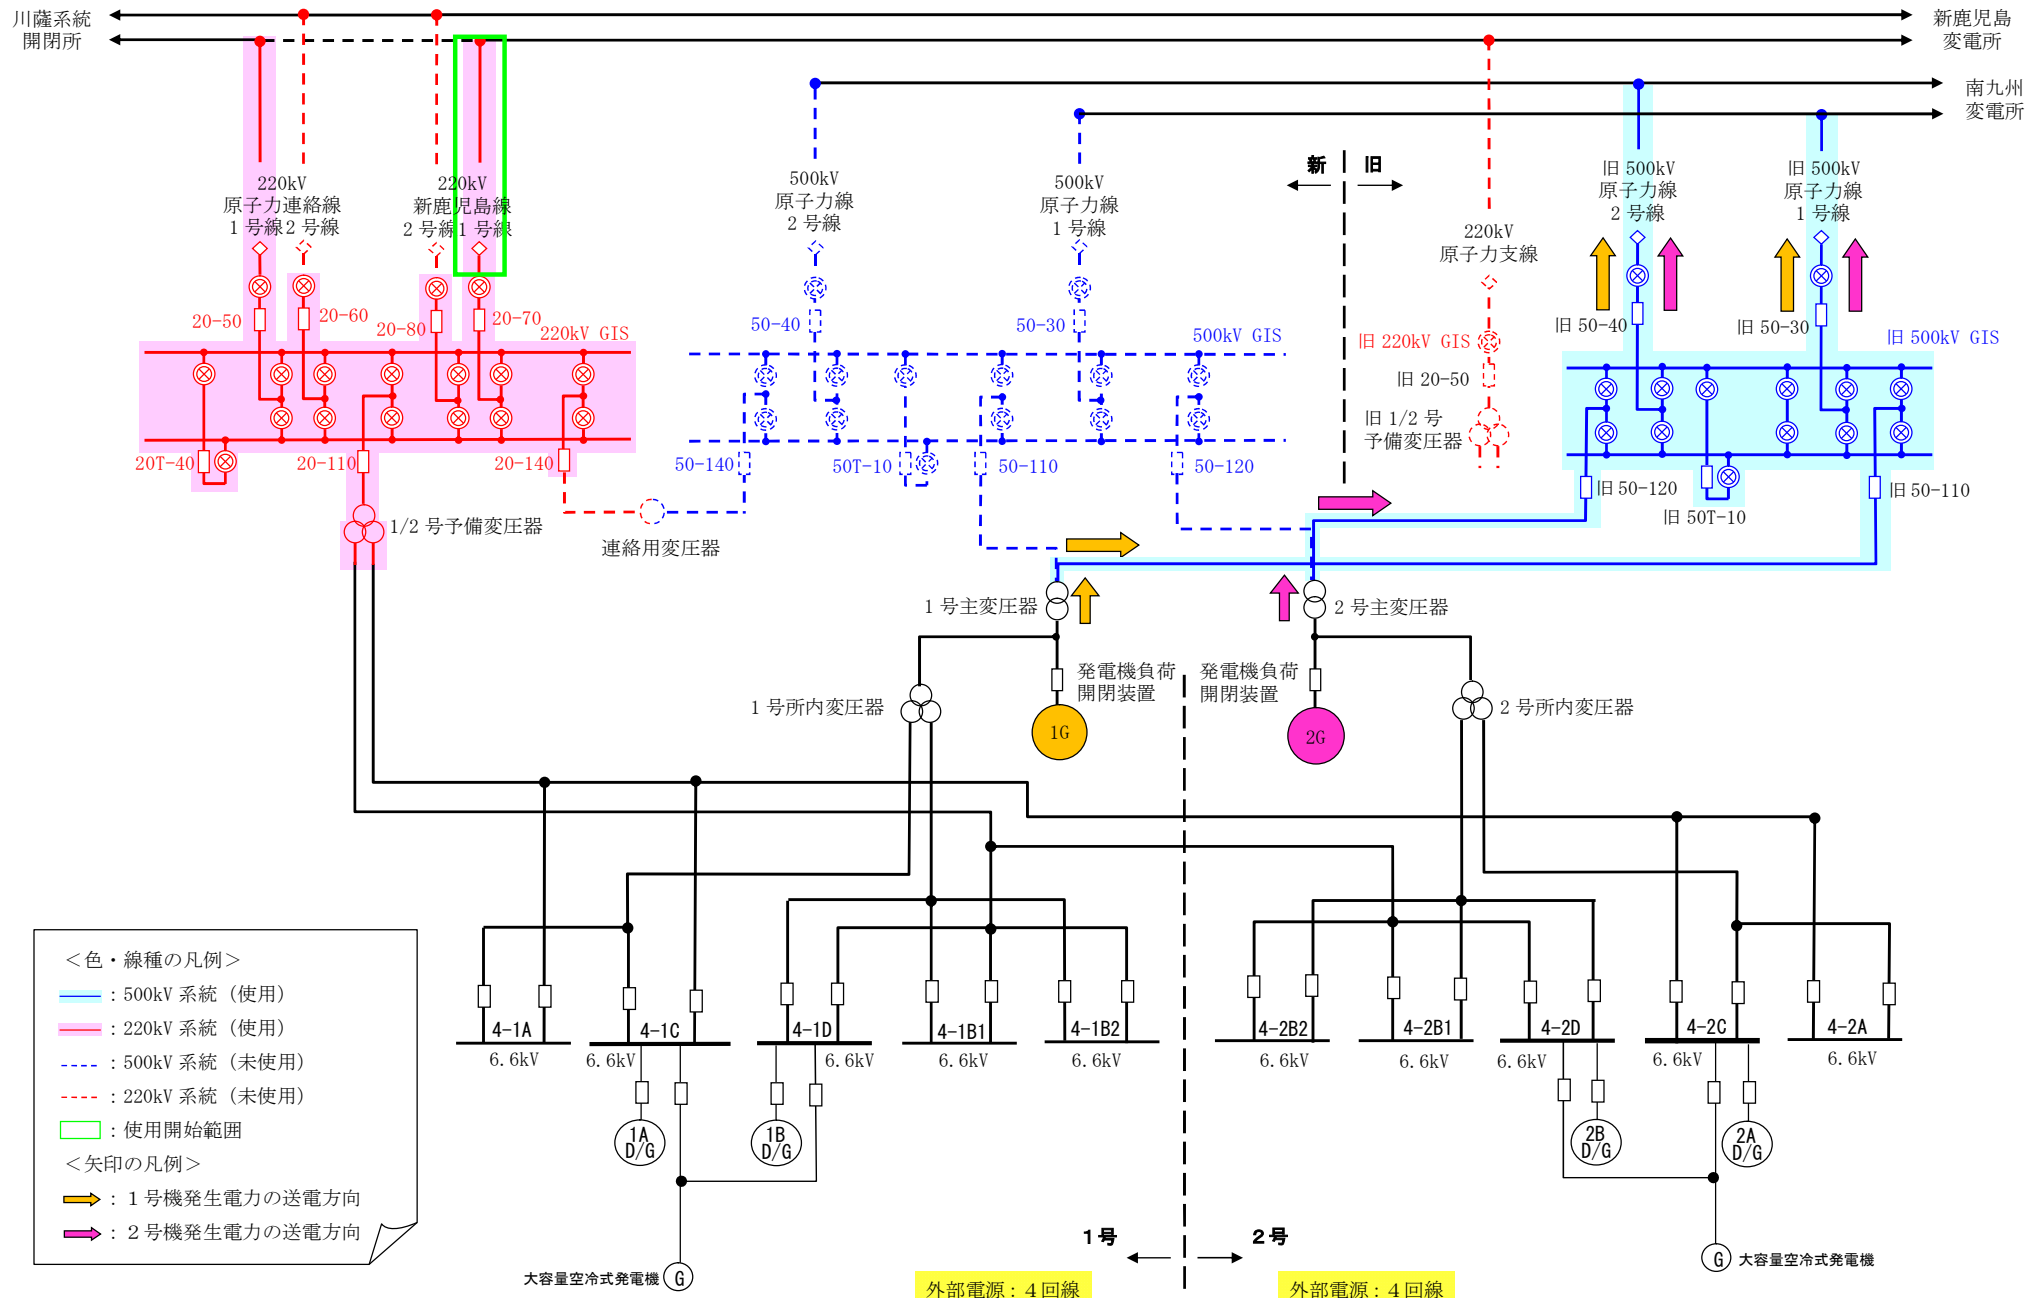 川薩系統
開閉所
新鹿児島
変電所
南九州
変電所
220kV
原子力連絡線
1号線 2号線
220kV
新鹿児島線
2号線 1号線
500kV
原子力線
2号線
500kV
原子力線
1号線
新 旧
220kV
原子力支線
旧 500kV
原子力線
2号線
旧 500kV
原子力線
1号線
20-50
20-60
20-80
20-70
220kV GIS
50-40
50-30
500kV GIS
旧 220kV GIS
旧 20-50
旧 1/2 号
予備変圧器
旧 50-40
旧 50-30
旧 500kV GIS
20T-40
20-110
20-140
50-140
50T-10
50-110
50-120
旧 50-120
旧 50T-10
旧 50-110
1/2 号予備変圧器
連絡用変圧器
1 号主変圧器
2 号主変圧器
発電機負荷
開閉装置
発電機負荷
開閉装置
1 号所内変圧器
2 号所内変圧器
1G
2G
<色・線種の凡例>
:500kV 系統(使用)
:220kV 系統(使用)
:500kV 系統(未使用)
:220kV 系統(未使用)
:使用開始範囲
<矢印の凡例>
:1号機発生電力の送電方向
:2号機発生電力の送電方向
4-1A
6.6kV
4-1C
6.6kV
4-1D
6.6kV
4-1B1
6.6kV
4-1B2
6.6kV
4-2B2
6.6kV
4-2B1
6.6kV
4-2D
6.6kV
4-2C
6.6kV
4-2A
6.6kV
1A
D/G
1B
D/G
2B
D/G
2A
D/G
1号
2号
大容量空冷式発電機 G
G 大容量空冷式発電機
外部電源:4回線
外部電源:4回線